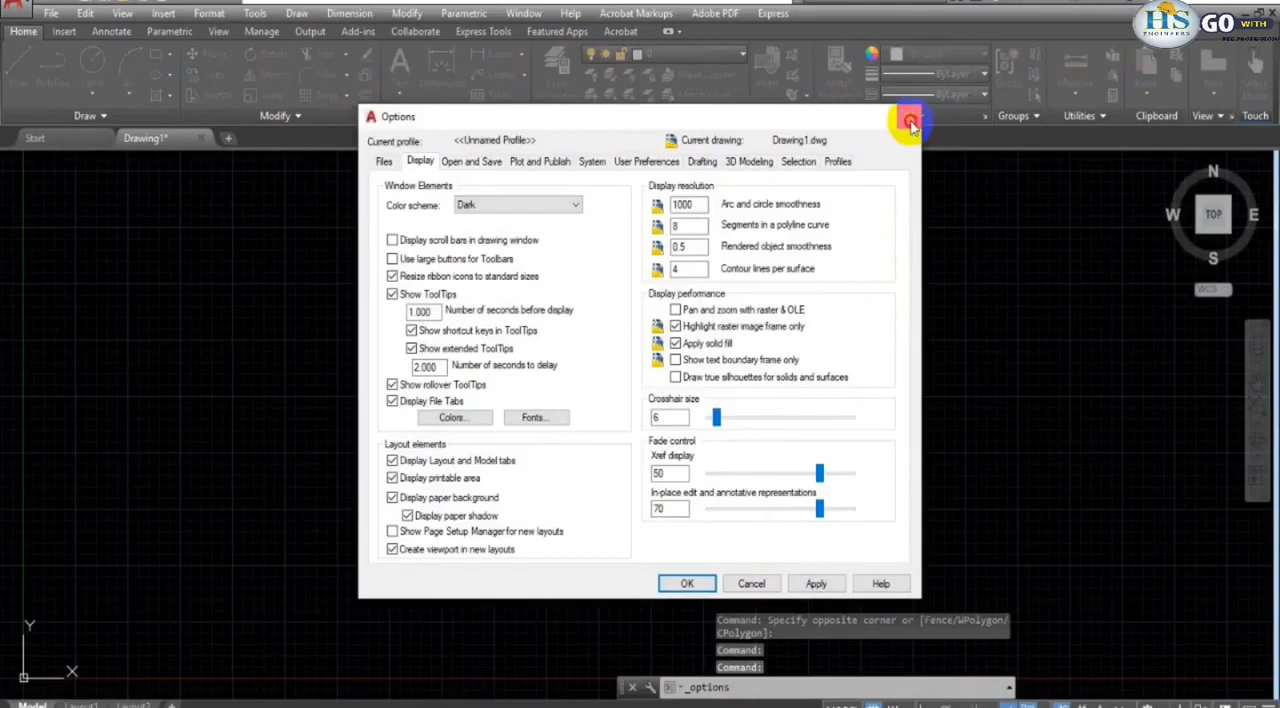 File Edit View Insert Format Tools Draw Dimension Modify Parametric Window Help Acrobat Markups Adobe PDF Express
HS
ENGINEERS
GO WITH
Home Insert Annotate Parametric View Manage Output Add-ins Collaborate Express Tools Featured Apps Acrobat
0
ByLayer
ByLayer
Draw Modify Groups Utilities Clipboard View Touch
Start Drawing1*
Options
Current profile: <<Unnamed Profile>> Current drawing: Drawing1.dwg
Files Display Open and Save Plot and Publish System User Preferences Drafting 3D Modeling Selection Profiles
Window Elements
Color scheme: Dark
Display scroll bars in drawing window
Use large buttons for Toolbars
Resize ribbon icons to standard sizes
Show ToolTips
1.000 Number of seconds before display
Show shortcut keys in ToolTips
Show extended ToolTips
2.000 Number of seconds to delay
Show rollover ToolTips
Display File Tabs
Colors... Fonts...
Layout elements
Display Layout and Model tabs
Display printable area
Display paper background
Display paper shadow
Show Page Setup Manager for new layouts
Create viewport in new layouts
Display resolution
1000 Arc and circle smoothness
8 Segments in a polyline curve
0.5 Rendered object smoothness
4 Contour lines per surface
Display performance
Pan and zoom with raster & OLE
Highlight raster image frame only
Apply solid fill
Show text boundary frame only
Draw true silhouettes for solids and surfaces
Crosshair size
6
Fade control
Xref display
50
In-place edit and annotative representations
70
OK Cancel Apply Help
N
W TOP E
S
WCS
Y
X
Command: Specify opposite corner or [Fence/WPolygon/
CPolygon]:
Command:
Command:
_options
Model Layout1 Layout2